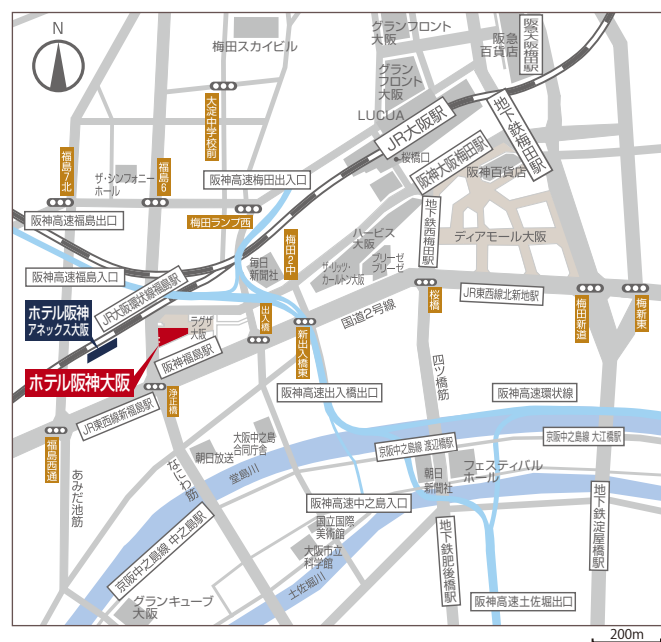 N
梅田スカイビル
グランフロント
大阪
阪急
百貨店
阪急大阪梅田駅
グラン
フロント
大阪
大淀中学校前
LUCUA
JR大阪駅
地下鉄梅田駅
福島7北
福島6
ザ・シンフォニー
ホール
阪神高速梅田出入口
桜橋口
阪神大阪梅田駅
阪神百貨店
阪神高速福島出口
梅田ランプ西
地下鉄西梅田駅
ディアモール大阪
梅田2中
ハービス
大阪
阪神高速福島入口
JR大阪環状線福島駅
毎日
新聞社
ザ・リッツ・
カールトン大阪
ブリーゼ
ブリーゼ
JR東西線北新地駅
ホテル阪神
アネックス大阪
ラグザ
大阪
出入橋
国道2号線
桜橋
梅田新道
梅新東
新出入橋東
阪神福島駅
ホテル阪神大阪
四ツ橋筋
浄正橋
阪神高速出入橋出口
阪神高速環状線
JR東西線新福島駅
福島西通
大阪中之島
合同庁舎
京阪中之島線 渡辺橋駅
京阪中之島線 大江橋駅
朝日放送
堂島川
あみだ池筋
なにわ筋
朝日
新聞社
フェスティバル
ホール
阪神高速中之島入口
京阪中之島線 中之島駅
国立国際
美術館
地下鉄肥後橋駅
地下鉄淀屋橋駅
大阪市立
科学館
土佐堀川
グランキューブ
大阪
阪神高速土佐堀出口
200m